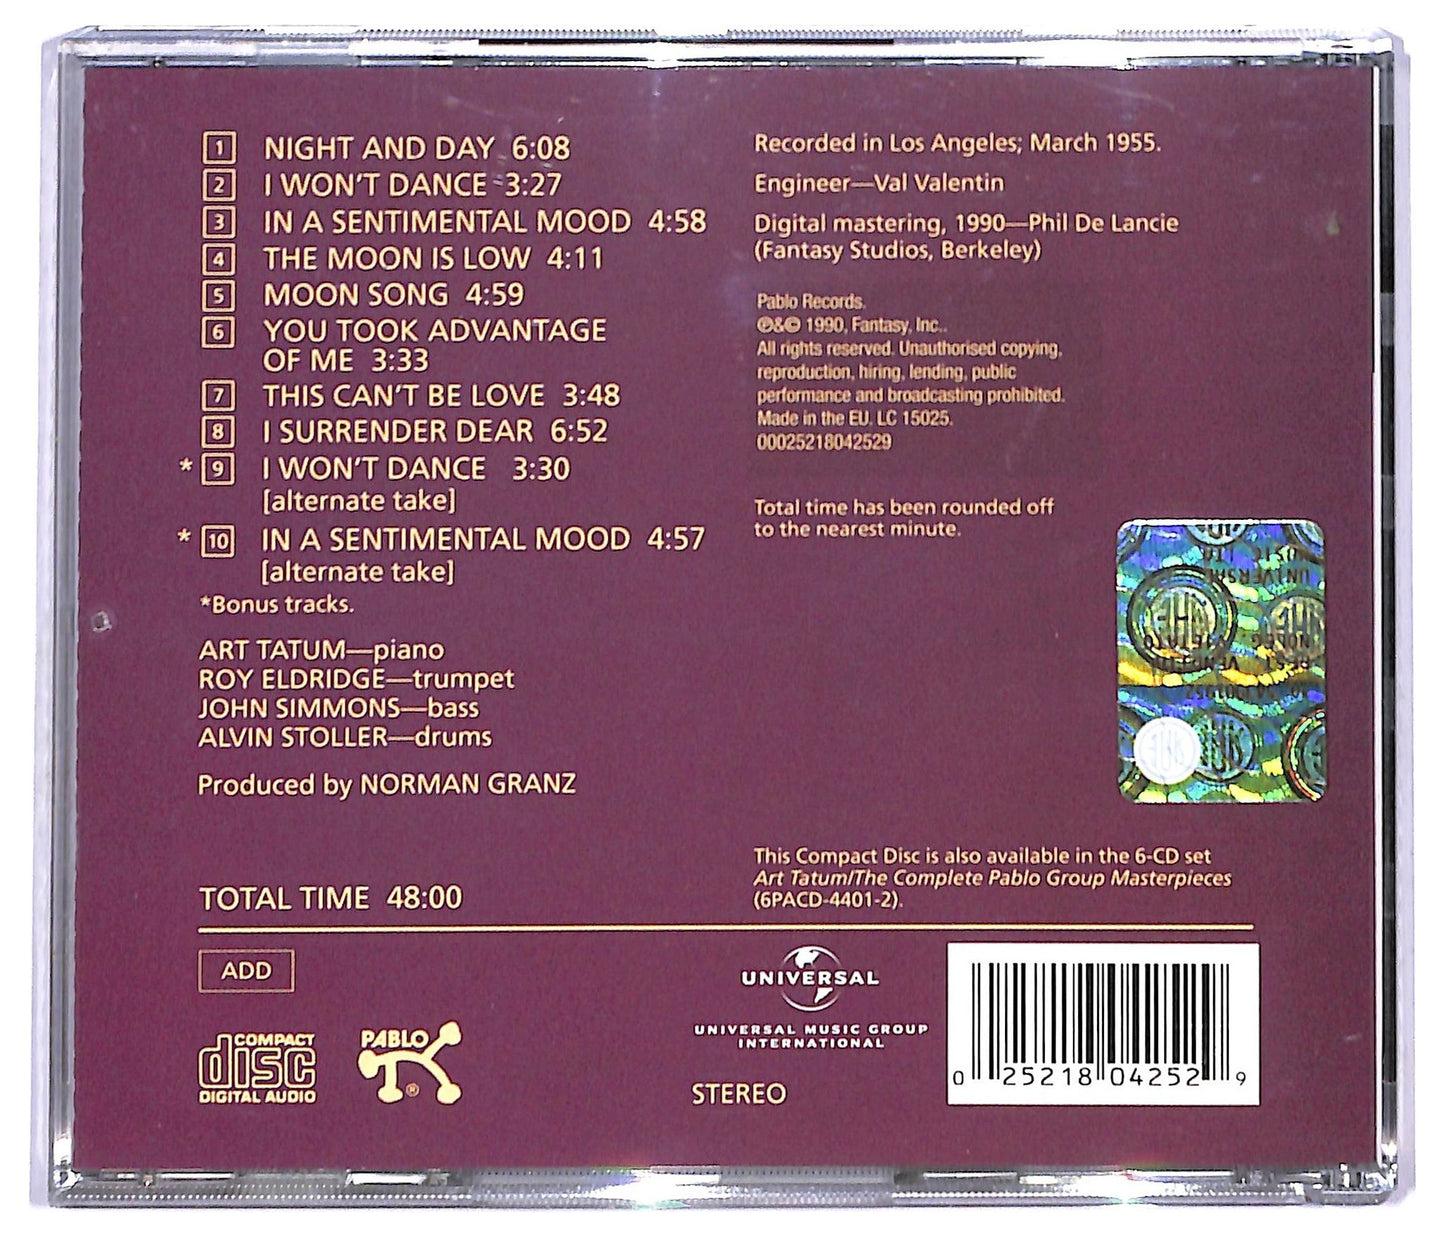 1 NIGHT AND DAY 6:08
2 I WON'T DANCE 3:27
3 IN A SENTIMENTAL MOOD 4:58
4 THE MOON IS LOW 4:11
5 MOON SONG 4:59
6 YOU TOOK ADVANTAGE
OF ME 3:33
7 THIS CAN'T BE LOVE 3:48
8 I SURRENDER DEAR 6:52
* 9 I WON'T DANCE 3:30
[alternate take]
* 10 IN A SENTIMENTAL MOOD 4:57
[alternate take]
*Bonus tracks.
ART TATUM—piano
ROY ELDRIDGE—trumpet
JOHN SIMMONS—bass
ALVIN STOLLER—drums
Produced by NORMAN GRANZ
TOTAL TIME 48:00
Recorded in Los Angeles; March 1955.
Engineer—Val Valentin
Digital mastering, 1990—Phil De Lancie
(Fantasy Studios, Berkeley)
Pablo Records.
℗&© 1990, Fantasy, Inc..
All rights reserved. Unauthorised copying,
reproduction, hiring, lending, public
performance and broadcasting prohibited.
Made in the EU. LC 15025.
00025218042529
Total time has been rounded off
to the nearest minute.
This Compact Disc is also available in the 6-CD set
Art Tatum/The Complete Pablo Group Masterpieces
(6PACD-4401-2).
ADD
COMPACT
disc
DIGITAL AUDIO
PABLO
®
UNIVERSAL
UNIVERSAL MUSIC GROUP
INTERNATIONAL
STEREO
0 25218 04252 9